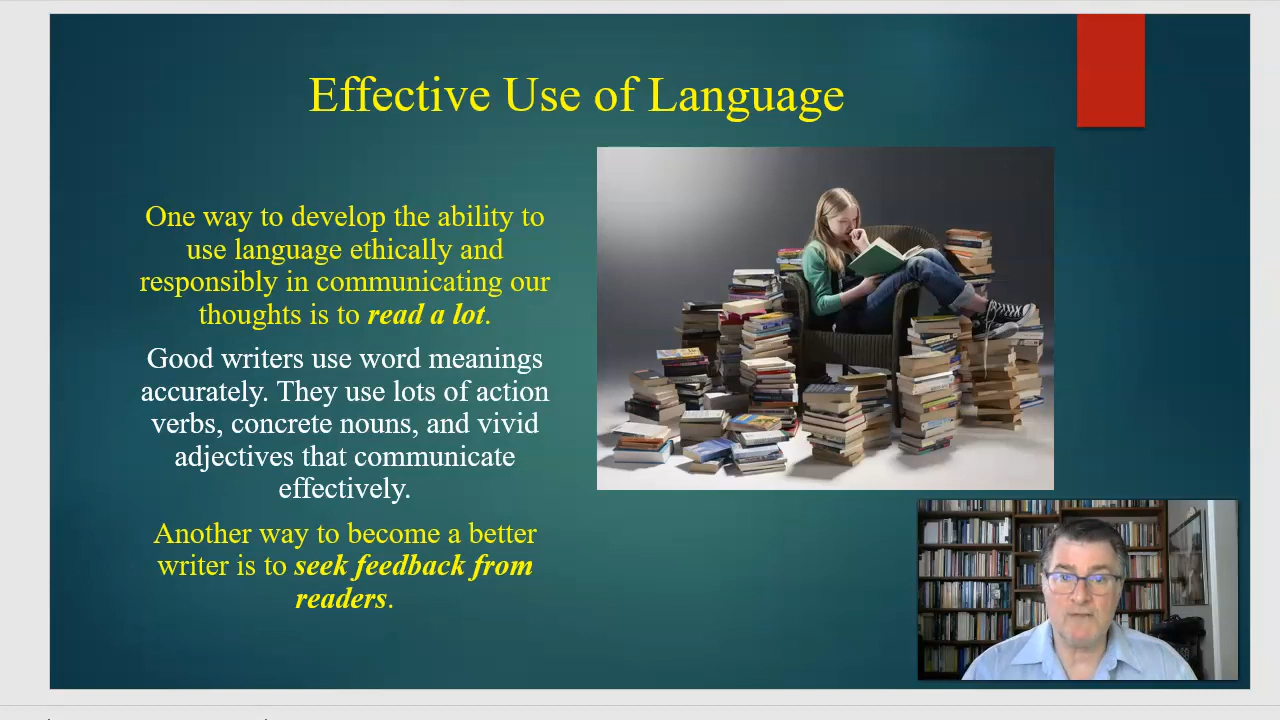 Effective Use of Language
One way to develop the ability to
use language ethically and
responsibly in communicating our
thoughts is to read a lot.
Good writers use word meanings
accurately. They use lots of action
verbs, concrete nouns, and vivid
adjectives that communicate
effectively.
Another way to become a better
writer is to seek feedback from
readers.